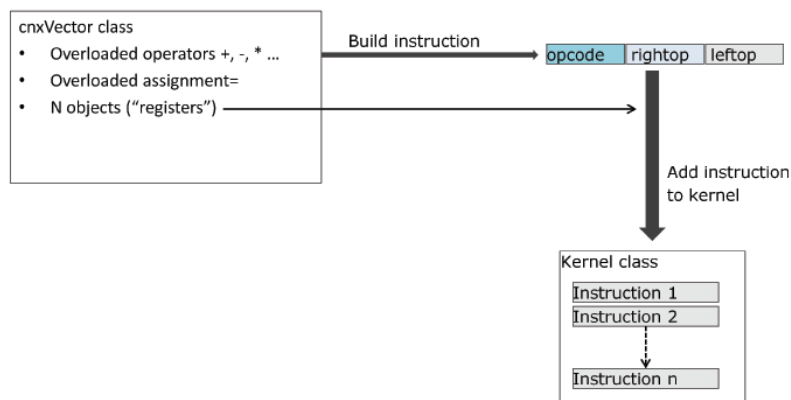 cnxVector class
• Overloaded operators +, -, * ...
• Overloaded assignment=
• N objects (“registers”)
Build instruction
opcode rightop leftop
Add instruction
to kernel
Kernel class
Instruction 1
Instruction 2
Instruction n